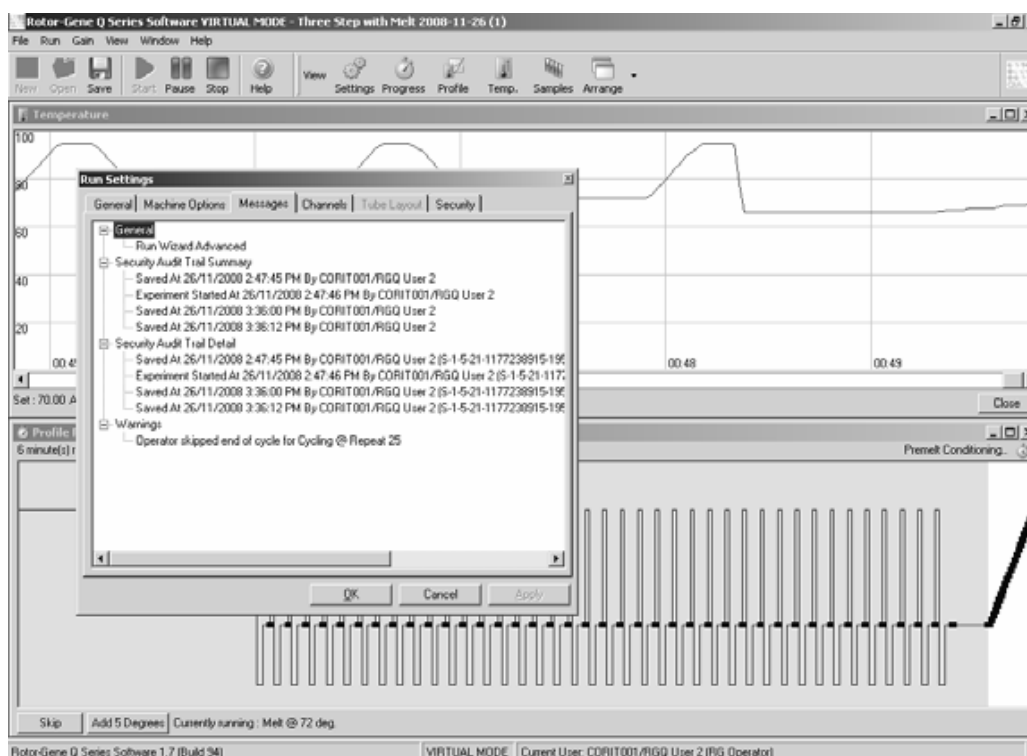 Rotor-Gene Q Series Software VIRTUAL MODE - Three Step with Melt 2008-11-26 (1)
File Run Gain View Window Help
New Open Save Start Pause Stop Help View Settings Progress Profile Temp. Samples Arrange
Temperature
100
80
60
40
20
00:48 00:49
Set : 70.00
Close
Run Settings
General Machine Options Messages Channels Tube Layout Security
General
Run Wizard Advanced
Security Audit Trail Summary
Saved At 26/11/2008 2:47:45 PM By CORIT001/RGQ User 2
Experiment Started At 26/11/2008 2:47:46 PM By CORIT001/RGQ User 2
Saved At 26/11/2008 3:36:00 PM By CORIT001/RGQ User 2
Saved At 26/11/2008 3:36:12 PM By CORIT001/RGQ User 2
Security Audit Trail Detail
Saved At 26/11/2008 2:47:45 PM By CORIT001/RGQ User 2 (S-1-5-21-1177238915-195
Experiment Started At 26/11/2008 2:47:46 PM By CORIT001/RGQ User 2 (S-1-5-21-117
Saved At 26/11/2008 3:36:00 PM By CORIT001/RGQ User 2 (S-1-5-21-1177238915-195
Saved At 26/11/2008 3:36:12 PM By CORIT001/RGQ User 2 (S-1-5-21-1177238915-195
Warnings
Operator skipped end of cycle for Cycling @ Repeat 25
OK Cancel Apply
Profile
6 minute(s)
Premelt Conditioning..
Skip Add 5 Degrees Currently running : Melt @ 72 deg.
Rotor-Gene Q Series Software 1.7 (Build 94) VIRTUAL MODE Current User: CORIT001/RGQ User 2 (RG Operator)